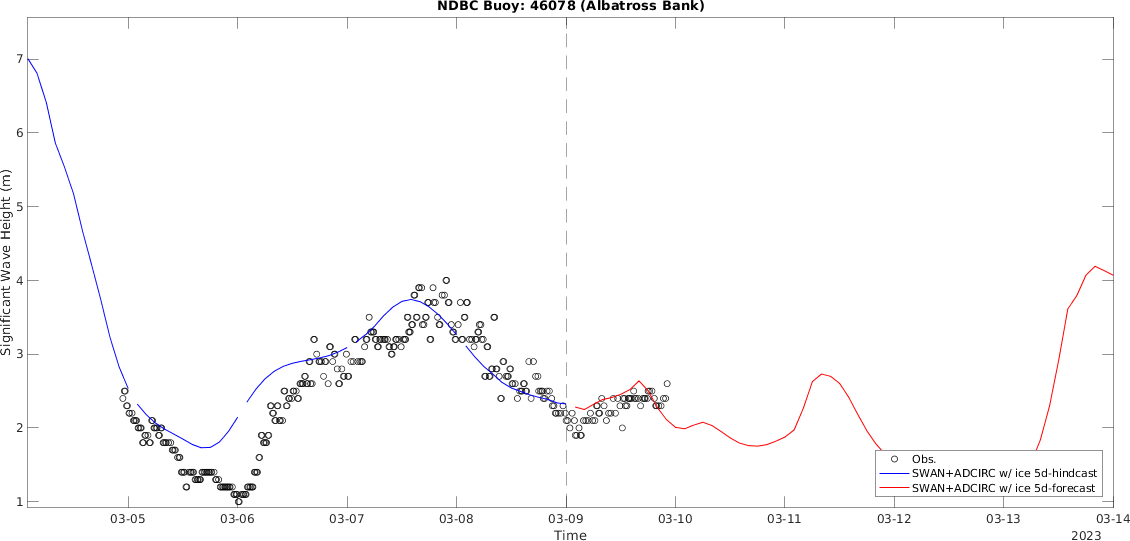 NDBC Buoy: 46078 (Albatross Bank)
Significant Wave Height (m)
7
6
5
4
3
2
1
Obs.
SWAN+ADCIRC w/ ice 5d-hindcast
SWAN+ADCIRC w/ ice 5d-forecast
03-05 03-06 03-07 03-08 03-09 03-10 03-11 03-12 03-13 03-14
Time
2023